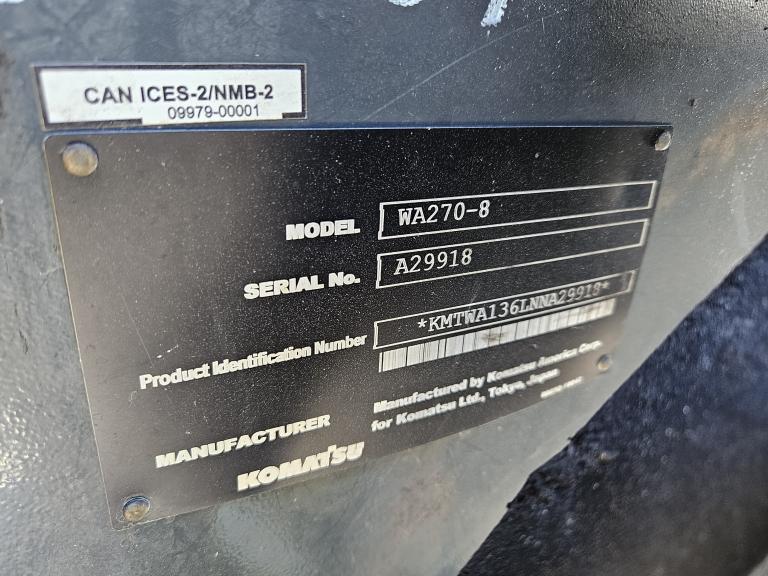 CAN ICES-2/NMB-2
09979-00001
MODEL WA270-8
SERIAL No. A29918
Product Identification Number *KMTWA136LNNA29918*
MANUFACTURER Manufactured by Komatsu America Corp.
for Komatsu Ltd., Tokyo, Japan
KOMATSU